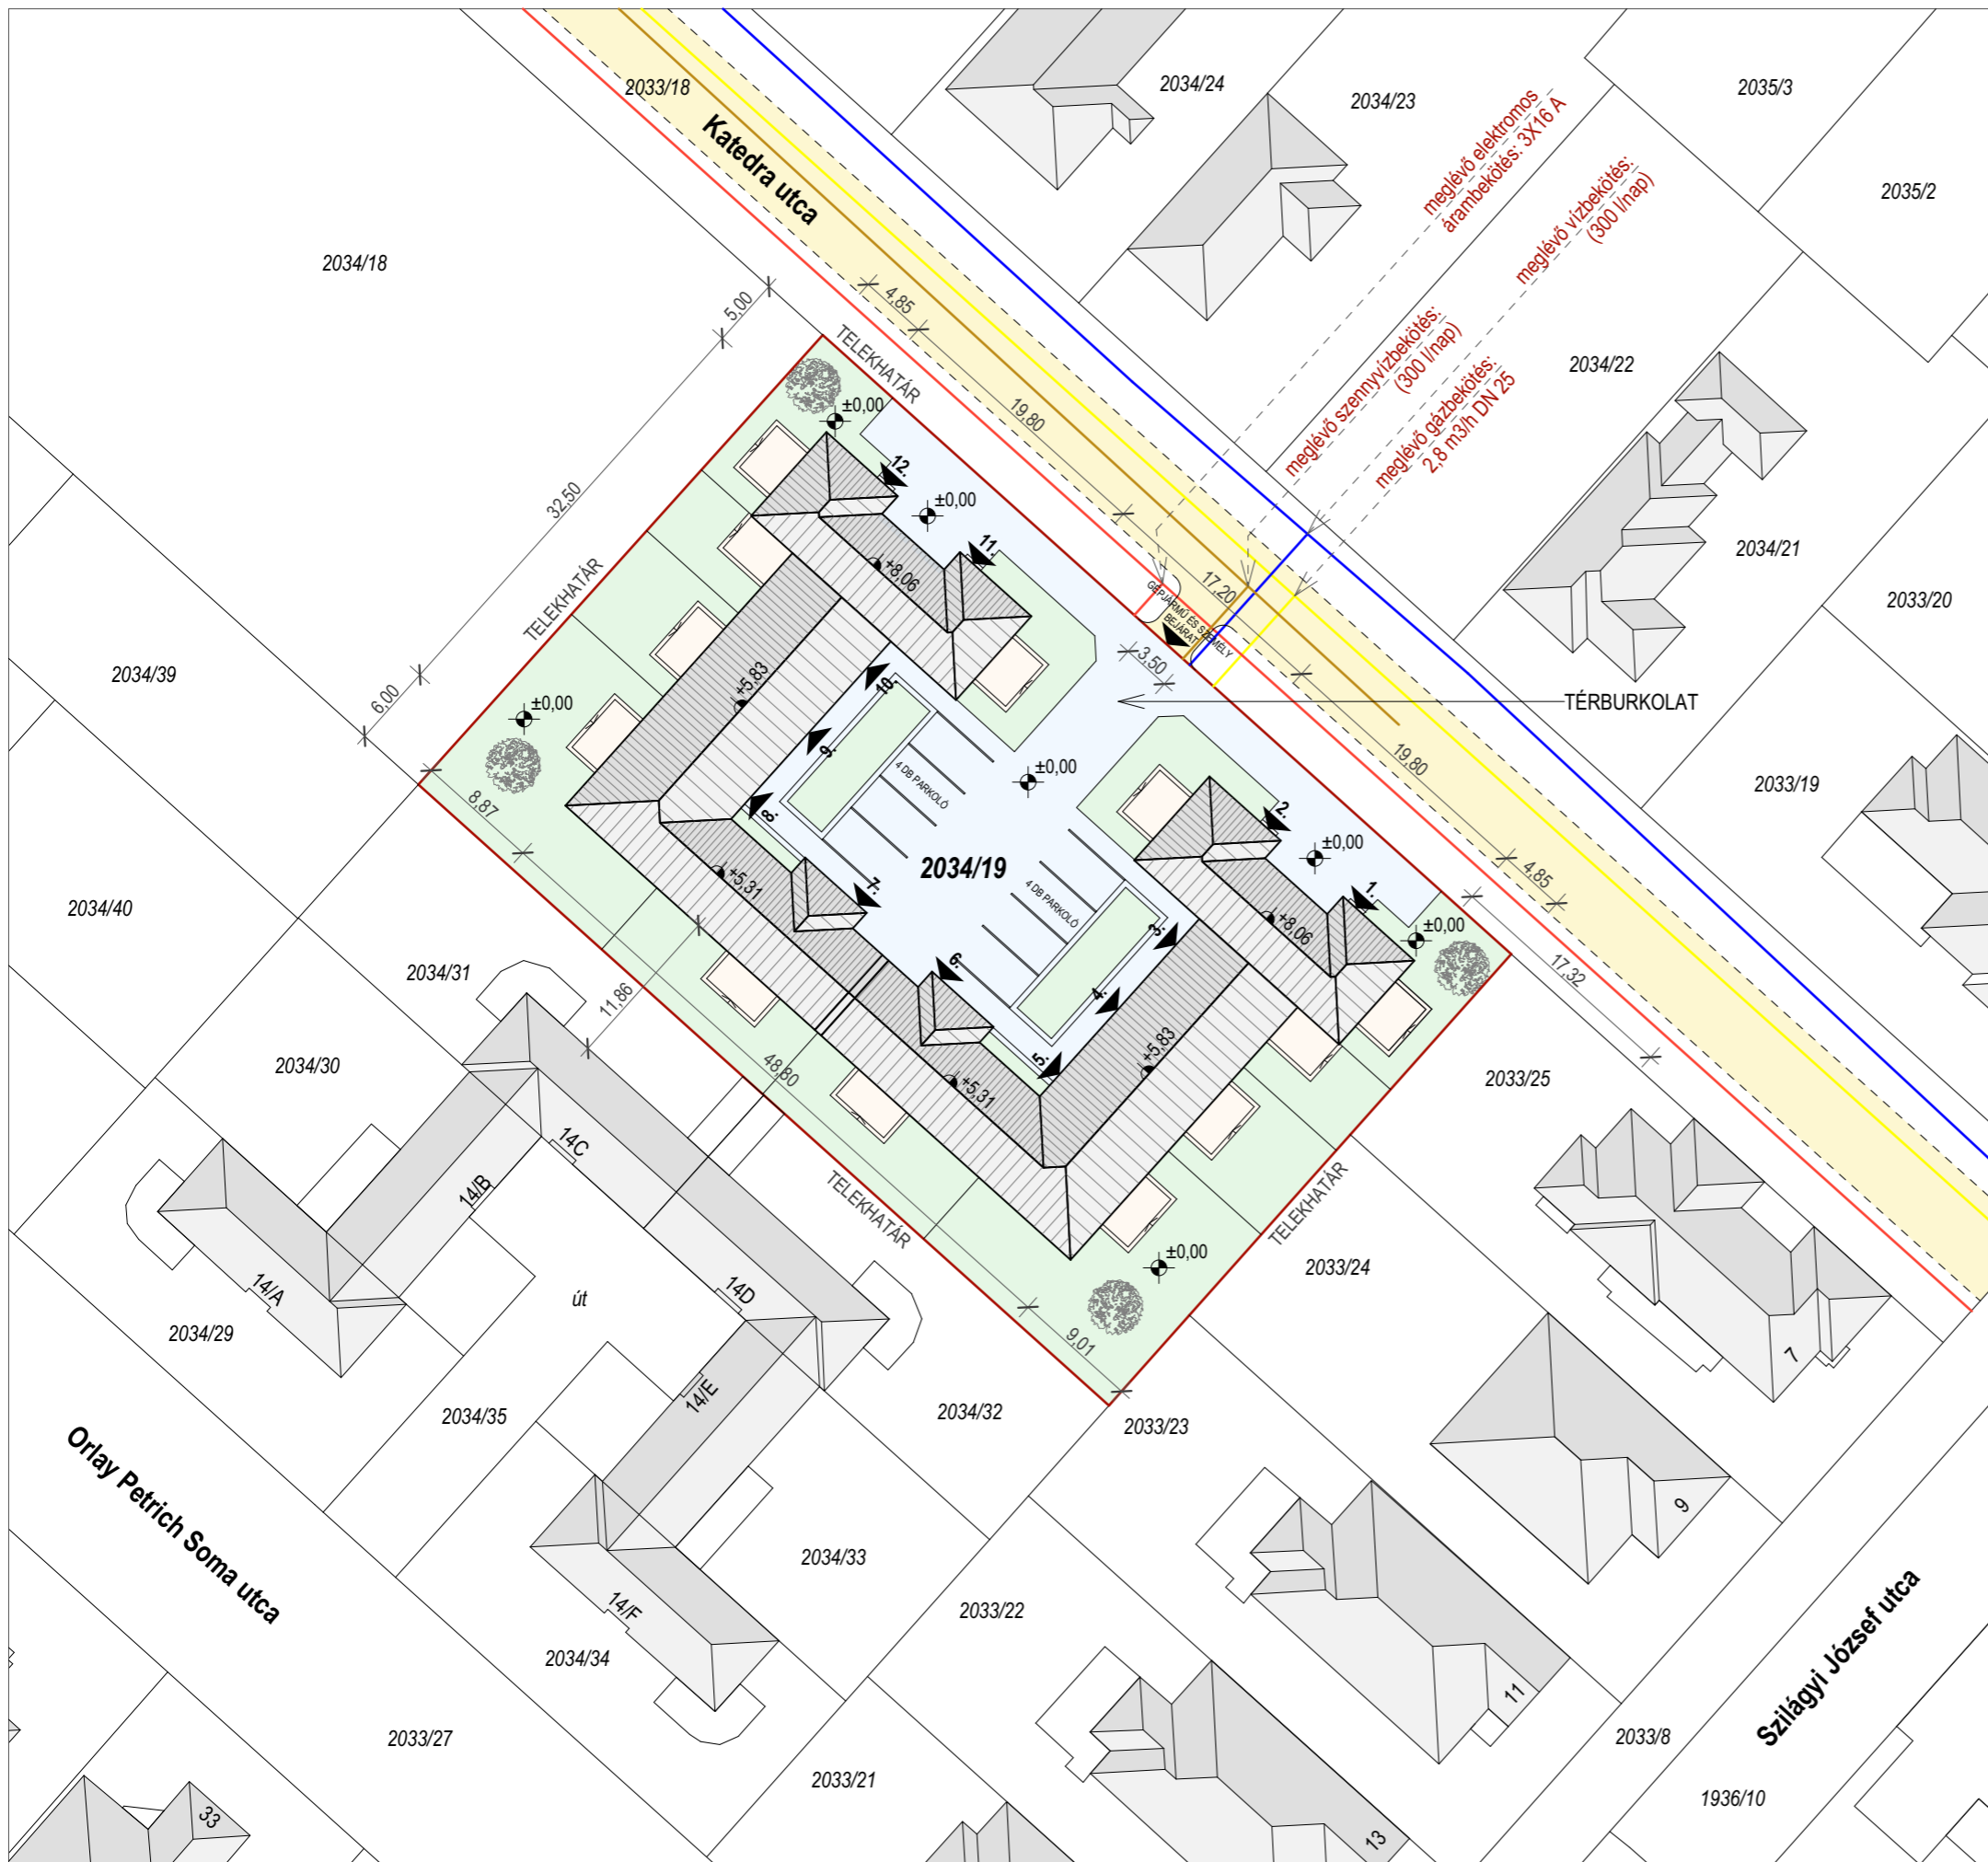 2033/18
Katedra utca
2034/24
2034/23
2035/3
2035/2
meglévő elektromos
árambekötés: 3X16 A
meglévő vízbekötés:
(300 l/nap)
meglévő szennyvízbekötés:
(300 l/nap)
meglévő gázbekötés:
2,8 m3/h DN 25
2034/18
5,00
4,85
TELEKHATÁR
2034/22
±0,00
19,80
12.
±0,00
32,50
11.
+8,06
2034/21
17,20
GÉPJÁRMŰ ÉS SZEMÉLY
BEJÁRAT
2033/20
TELEKHATÁR
3,50
2034/39
+5,83
10.
6,00
±0,00
TÉRBURKOLAT
9.
4 DB PARKOLÓ
±0,00
19,80
2033/19
8,87
8.
2.
2034/19
±0,00
+5,31
7.
4 DB PARKOLÓ
1.
4,85
2034/40
+8,06
3.
±0,00
2034/31
6.
17,32
11,86
4.
2034/30
48,80
5.
+5,83
2033/25
+5,31
14C
14/B
TELEKHATÁR
TELEKHATÁR
±0,00
2033/24
14/A
út
14D
2034/29
9,01
7
14/E
2034/35
2034/32
2033/23
Orlay Petrich Soma utca
9
2034/33
14/F
2033/22
2034/34
Szilágyi József utca
11
2033/27
2033/8
2033/21
1936/10
33
13